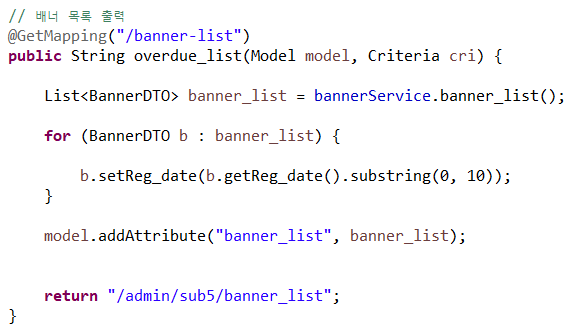 // 배너 목록 출력
@GetMapping("/banner-list")
public String overdue_list(Model model, Criteria cri) {
List<BannerDTO> banner_list = bannerService.banner_list();
for (BannerDTO b : banner_list) {
b.setReg_date(b.getReg_date().substring(0, 10));
}
model.addAttribute("banner_list", banner_list);
return "/admin/sub5/banner_list";
}